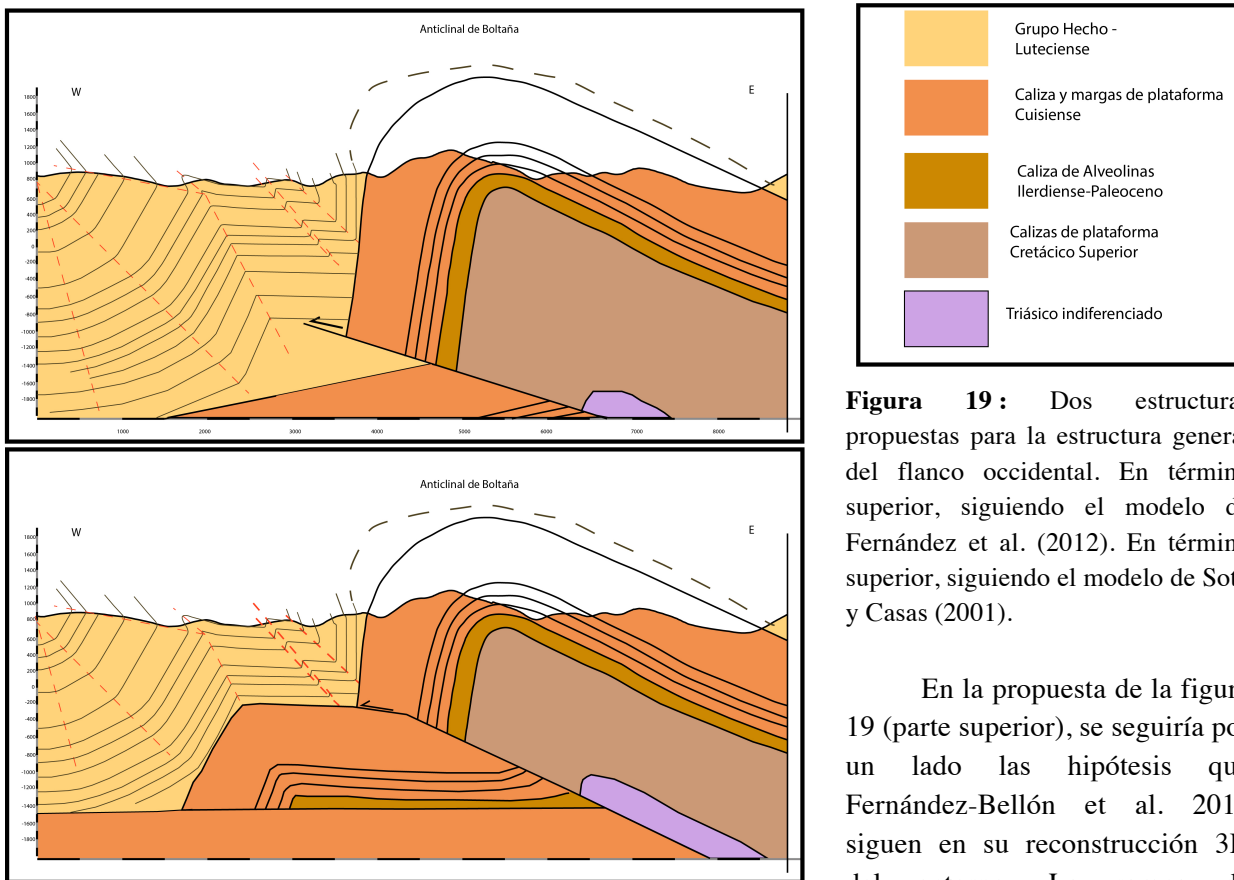 Anticlinal de Boltaña
W
E
1800
1600
1400
1200
1000
800
600
400
200
0
-200
-400
-600
-800
-1000
-1200
-1400
-1600
-1800
1000 2000 3000 4000 5000 6000 7000 8000
Anticlinal de Boltaña
W
E
1800
1600
1400
1200
1000
800
600
400
200
0
-200
-400
-600
-800
-1000
-1200
-1400
-1600
-1800
Grupo Hecho -
Luteciense
Caliza y margas de plataforma
Cuisiense
Caliza de Alveolinas
Ilerdiense-Paleoceno
Calizas de plataforma
Cretácico Superior
Triásico indiferenciado
Figura 19 : Dos estructura
propuestas para la estructura genera
del flanco occidental. En términ
superior, siguiendo el modelo d
Fernández et al. (2012). En términ
superior, siguiendo el modelo de Sot
y Casas (2001).
En la propuesta de la figur
19 (parte superior), se seguiría po
un lado las hipótesis qu
Fernández-Bellón et al. 201
siguen en su reconstrucción 3